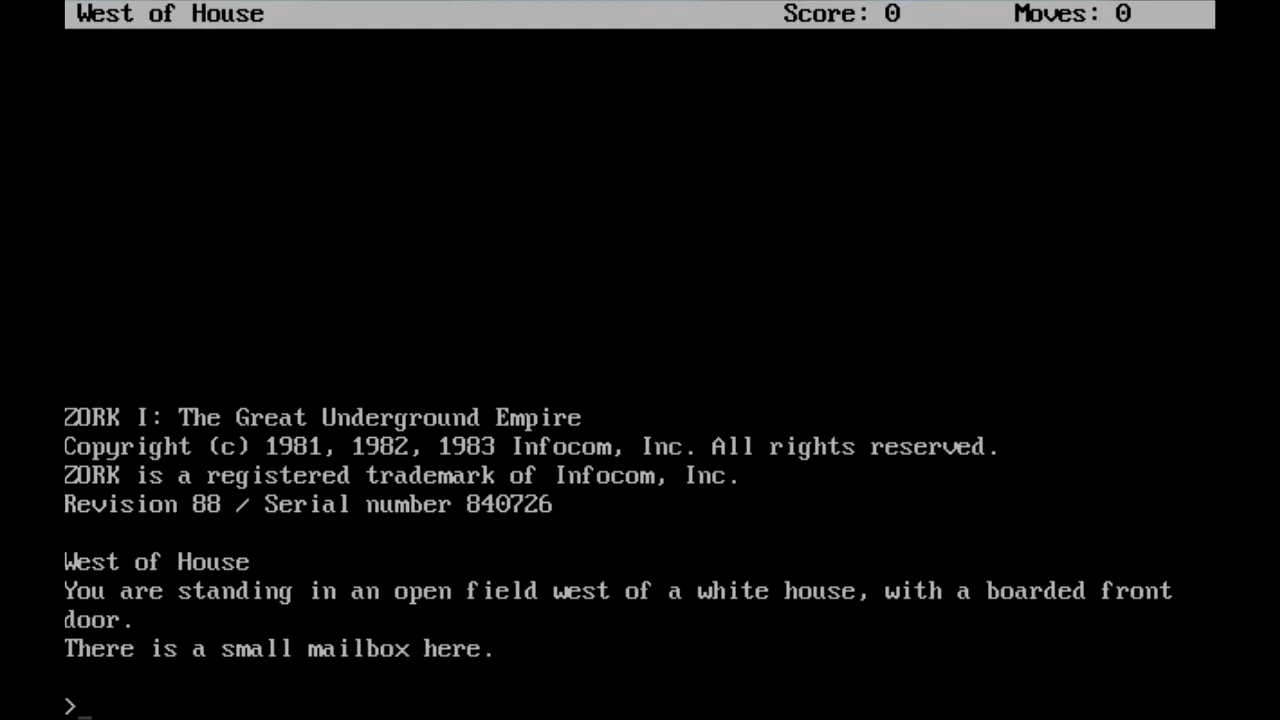 West of House Score: 0 Moves: 0
ZORK I: The Great Underground Empire
Copyright (c) 1981, 1982, 1983 Infocom, Inc. All rights reserved.
ZORK is a registered trademark of Infocom, Inc.
Revision 88 / Serial number 840726
West of House
You are standing in an open field west of a white house, with a boarded front
door.
There is a small mailbox here.
>_